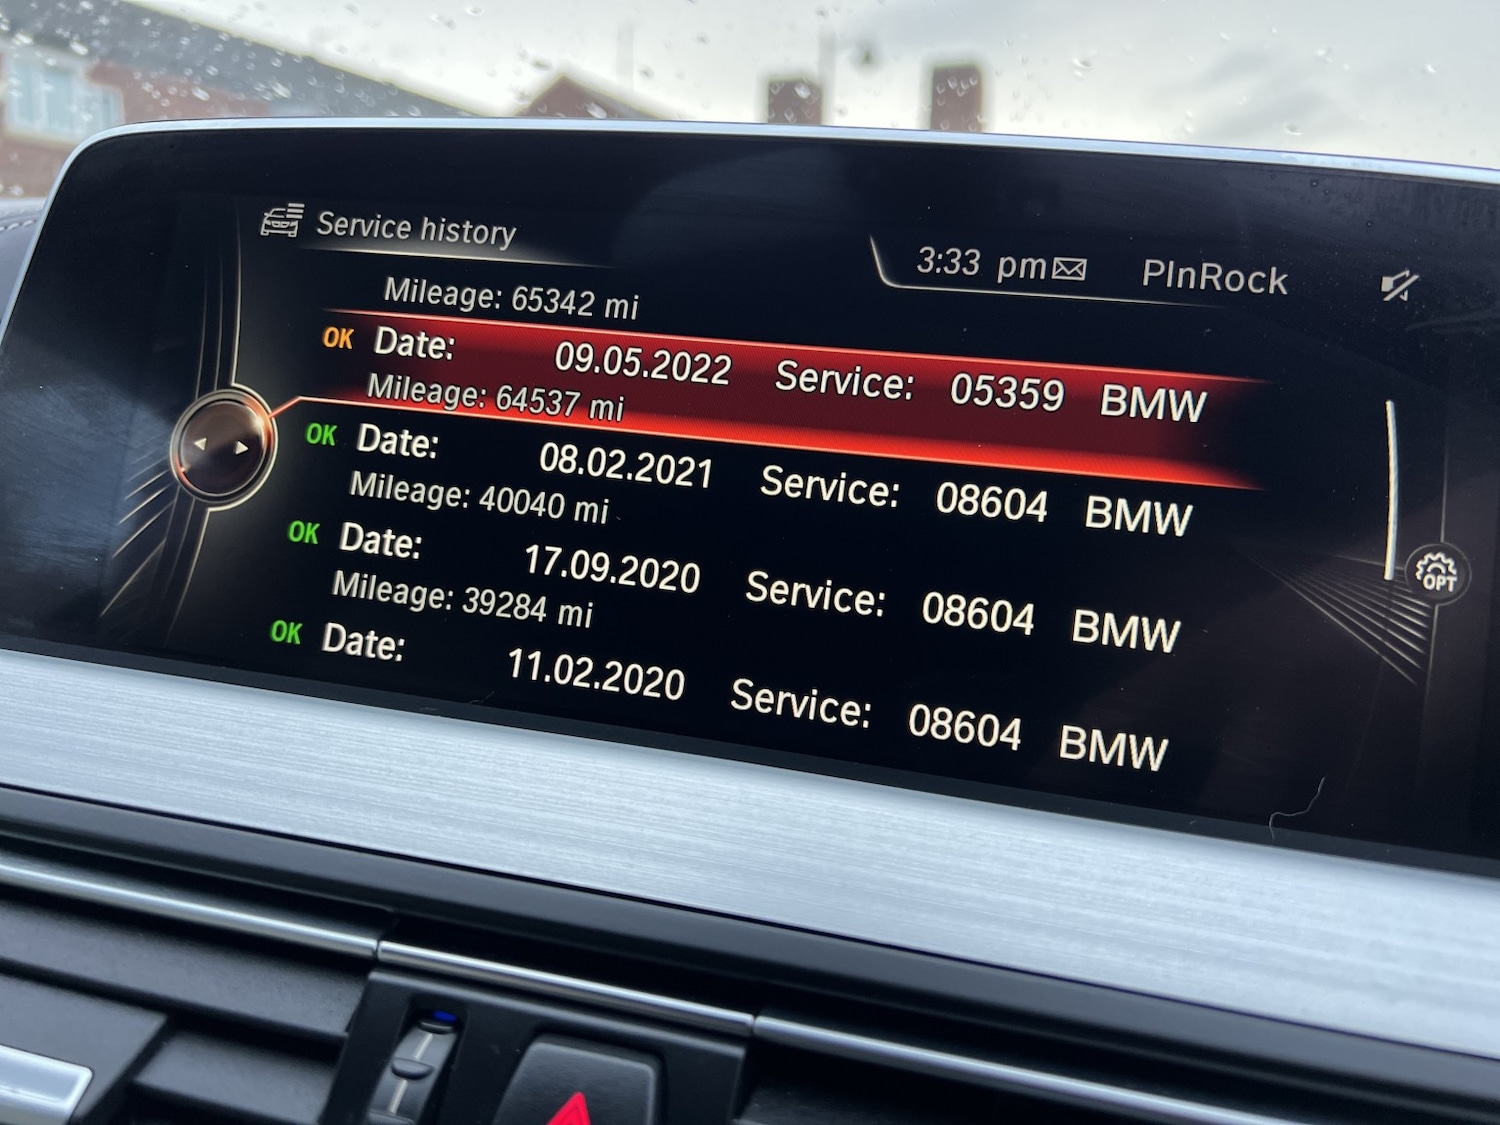 Service history
3:33 pm PInRock
Mileage: 65342 mi
OK Date: 09.05.2022 Service: 05359 BMW
Mileage: 64537 mi
OK Date: 08.02.2021 Service: 08604 BMW
Mileage: 40040 mi
OK Date: 17.09.2020 Service: 08604 BMW
Mileage: 39284 mi
OK Date: 11.02.2020 Service: 08604 BMW
OPT